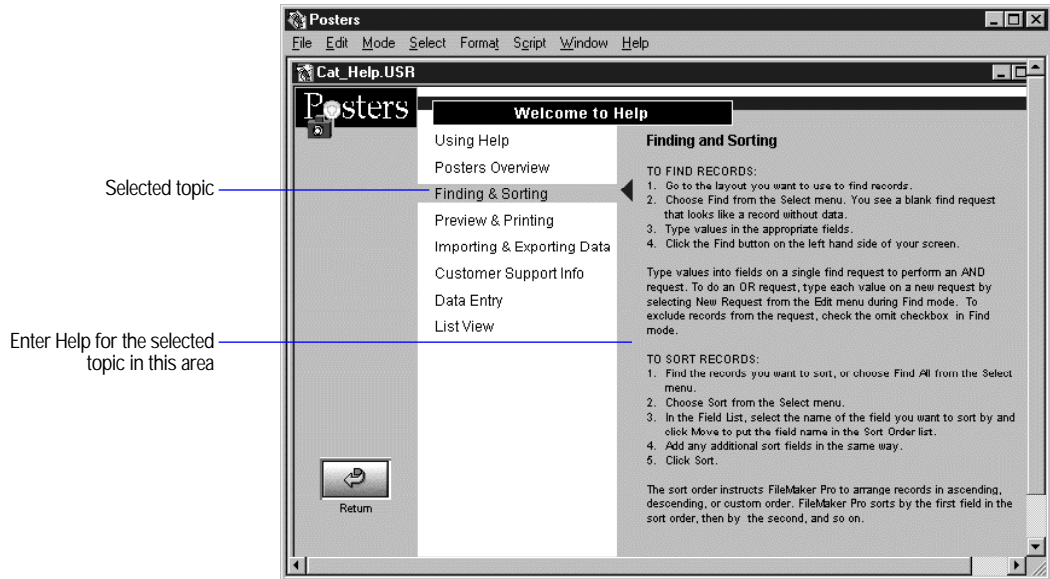 Posters
File Edit Mode Select Format Script Window Help
Cat_Help.USR
Posters
Welcome to Help
Using Help
Posters Overview
Selected topic
Finding & Sorting
Preview & Printing
Importing & Exporting Data
Customer Support Info
Data Entry
List View
Enter Help for the selected
topic in this area
Return
Finding and Sorting
TO FIND RECORDS:
1. Go to the layout you want to use to find records.
2. Choose Find from the Select menu. You see a blank find request
that looks like a record without data.
3. Type values in the appropriate fields.
4. Click the Find button on the left hand side of your screen.
Type values into fields on a single find request to perform an AND
request. To do an OR request, type each value on a new request by
selecting New Request from the Edit menu during Find mode. To
exclude records from the request, check the omit checkbox in Find
mode.
TO SORT RECORDS:
1. Find the records you want to sort, or choose Find All from the Select
menu.
2. Choose Sort from the Select menu.
3. In the Field List, select the name of the field you want to sort by and
click Move to put the field name in the Sort Order list.
4. Add any additional sort fields in the same way.
5. Click Sort.
The sort order instructs FileMaker Pro to arrange records in ascending,
descending, or custom order. FileMaker Pro sorts by the first field in the
sort order, then by the second, and so on.